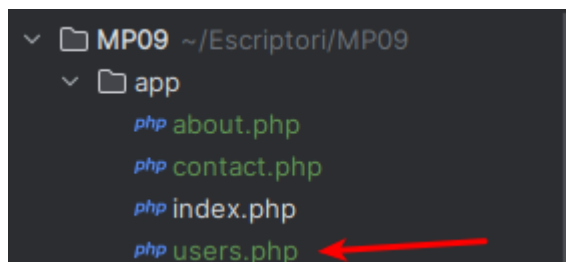 MP09 ~/Escriptori/MP09
app
php about.php
php contact.php
php index.php
php users.php